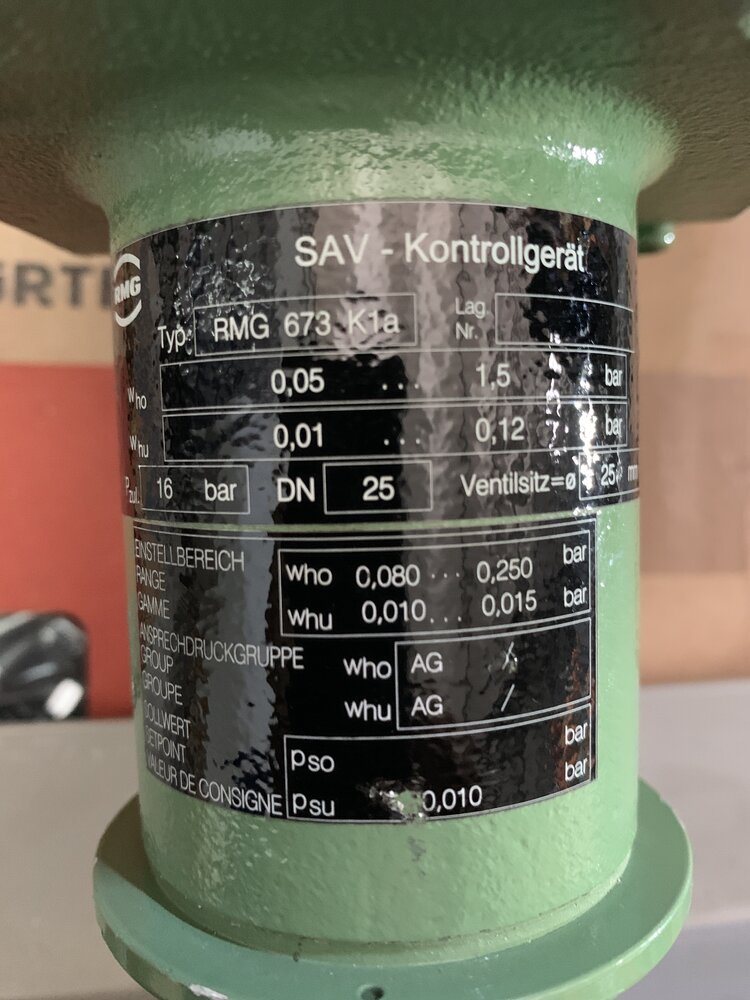 RMG
SAV - Kontrollgerät
Typ: RMG 673 K1a Lag. Nr.
who 0,05 ... 1,5 bar
whu 0,01 ... 0,12 bar
Pzul. 16 bar DN 25 Ventilsitz=ø 25 mm
EINSTELLBEREICH
RANGE
GAMME
who 0,080 ... 0,250 bar
whu 0,010 ... 0,015 bar
ANSPRECHDRUCKGRUPPE
GROUP
GROUPE
who AG
whu AG /
SOLLWERT
SETPOINT
VALEUR DE CONSIGNE
pso bar
psu 0,010 bar